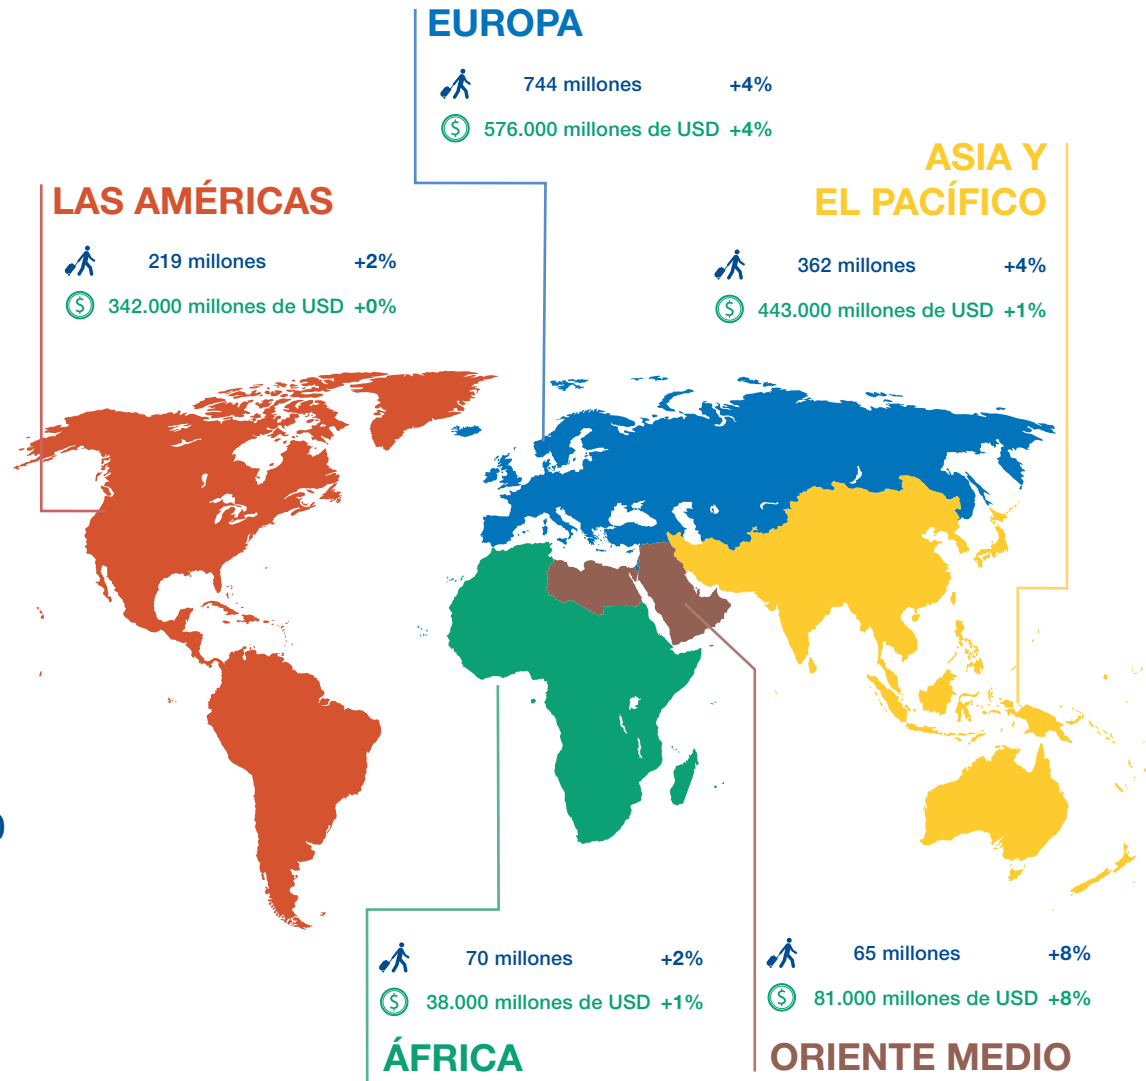 EUROPA
744 millones +4%
$ 576.000 millones de USD +4%
ASIA Y
EL PACÍFICO
362 millones +4%
$ 443.000 millones de USD +1%
LAS AMÉRICAS
219 millones +2%
$ 342.000 millones de USD +0%
70 millones +2%
$ 38.000 millones de USD +1%
ÁFRICA
65 millones +8%
$ 81.000 millones de USD +8%
ORIENTE MEDIO